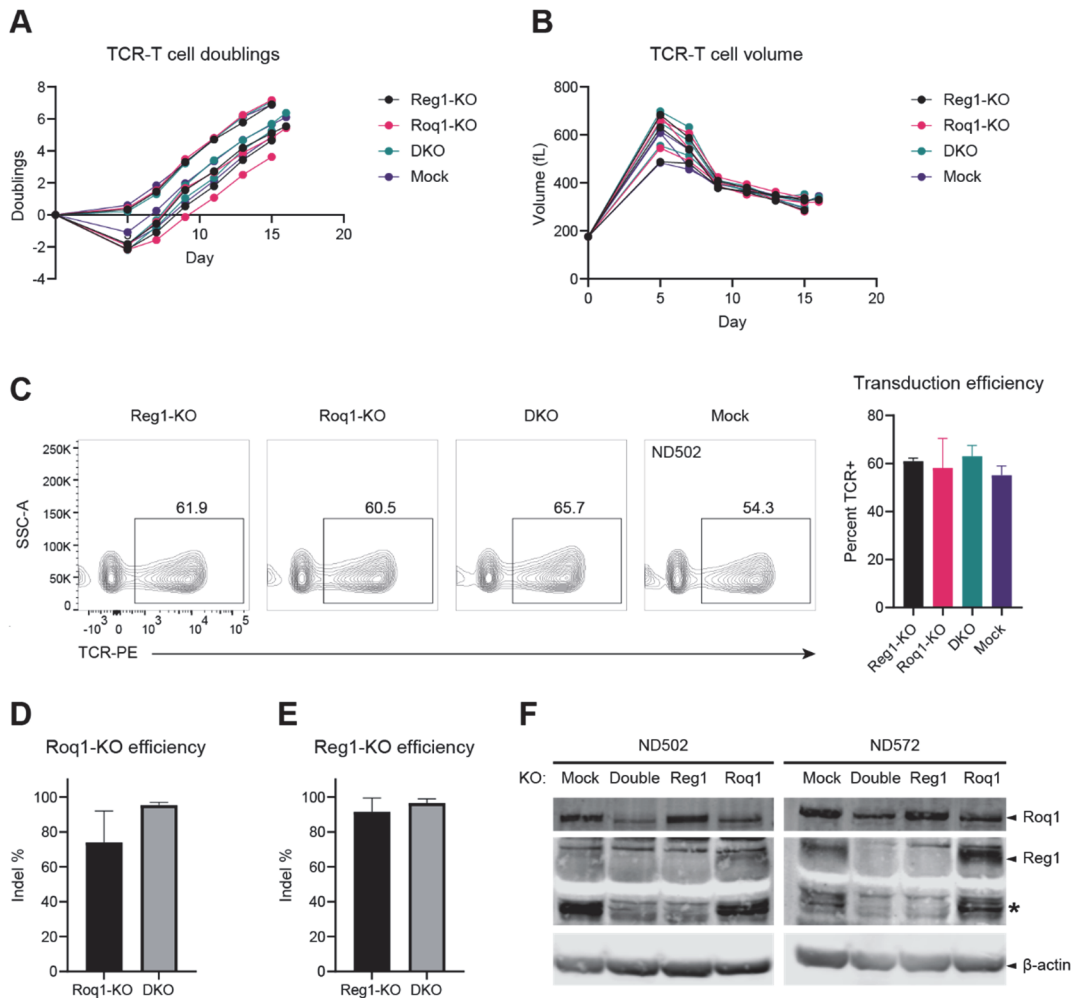 A
TCR-T cell doublings
Doublings
8
6
4
2
0
-2
-4
5
10
15
20
Day
Reg1-KO
Roq1-KO
DKO
Mock
B
TCR-T cell volume
Volume (fL)
800
600
400
200
0
0
5
10
15
20
Day
Reg1-KO
Roq1-KO
DKO
Mock
C
Reg1-KO
Roq1-KO
DKO
Mock
SSC-A
250K
200K
150K
100K
50K
0
61.9
60.5
65.7
ND502
54.3
-10³ 0 10³ 10⁴ 10⁵
TCR-PE
Transduction efficiency
Percent TCR+
80
60
40
20
0
Reg1-KO
Roq1-KO
DKO
Mock
D
Roq1-KO efficiency
Indel %
100
80
60
40
20
0
Roq1-KO DKO
E
Reg1-KO efficiency
Indel %
100
80
60
40
20
0
Reg1-KO DKO
F
ND502 ND572
KO: Mock Double Reg1 Roq1 Mock Double Reg1 Roq1
Roq1
Reg1
*
β-actin